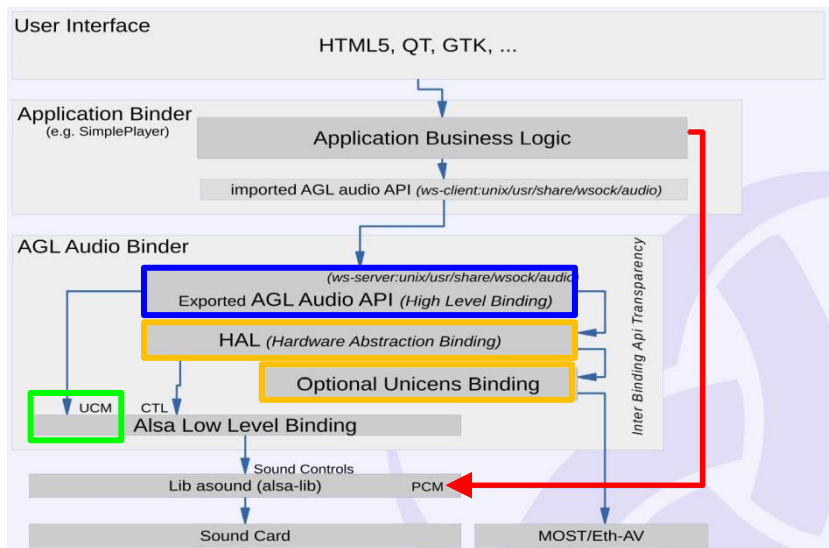 User Interface
HTML5, QT, GTK, ...
Application Binder
(e.g. SimplePlayer)
Application Business Logic
imported AGL audio API (ws-client:unix/usr/share/wsock/audio)
AGL Audio Binder
(ws-server:unix/usr/share/wsock/audio)
Exported AGL Audio API (High Level Binding)
HAL (Hardware Abstraction Binding)
Optional Unicens Binding
Inter Binding Api Transparency
UCM
CTL
Alsa Low Level Binding
Sound Controls
Lib asound (alsa-lib)
PCM
Sound Card
MOST/Eth-AV